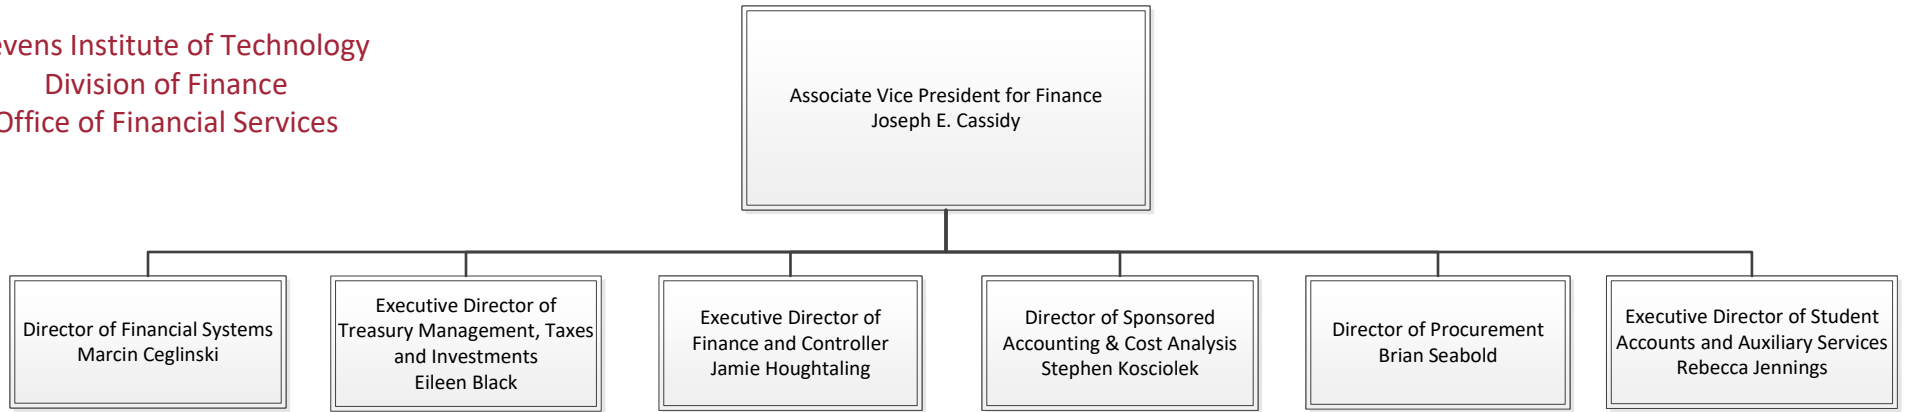 evens Institute of Technology
Division of Finance
Office of Financial Services
Associate Vice President for Finance
Joseph E. Cassidy
Director of Financial Systems
Marcin Ceglinski
Executive Director of
Treasury Management, Taxes
and Investments
Eileen Black
Executive Director of
Finance and Controller
Jamie Houghtaling
Director of Sponsored
Accounting & Cost Analysis
Stephen Kosciolek
Director of Procurement
Brian Seabold
Executive Director of Student
Accounts and Auxiliary Services
Rebecca Jennings